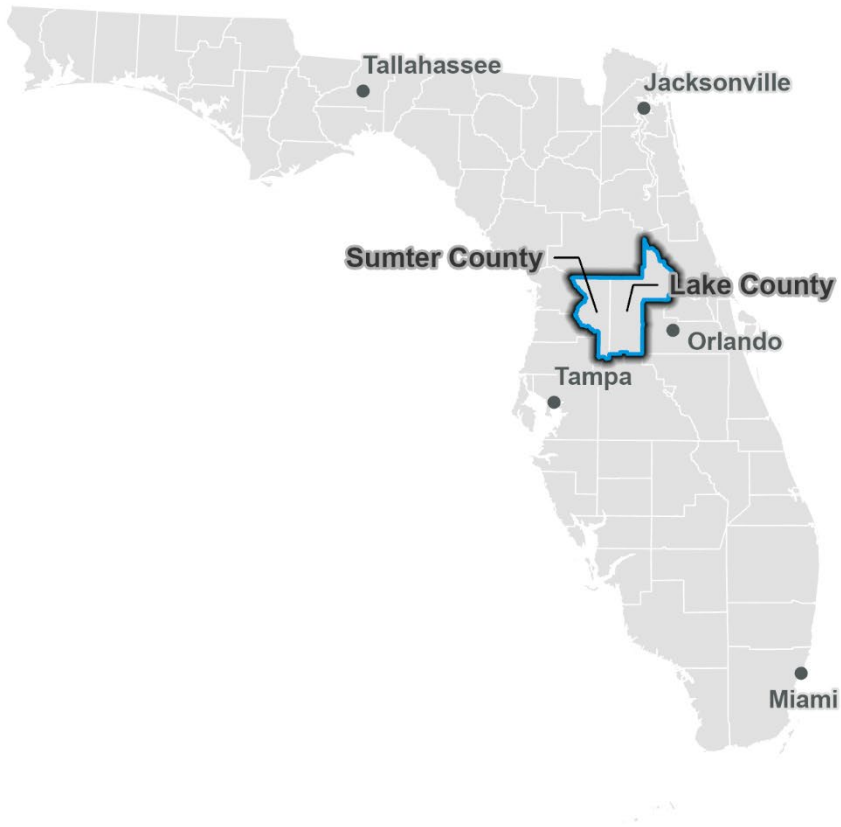 Tallahassee
Jacksonville
Sumter County
Lake County
Orlando
Tampa
Miami